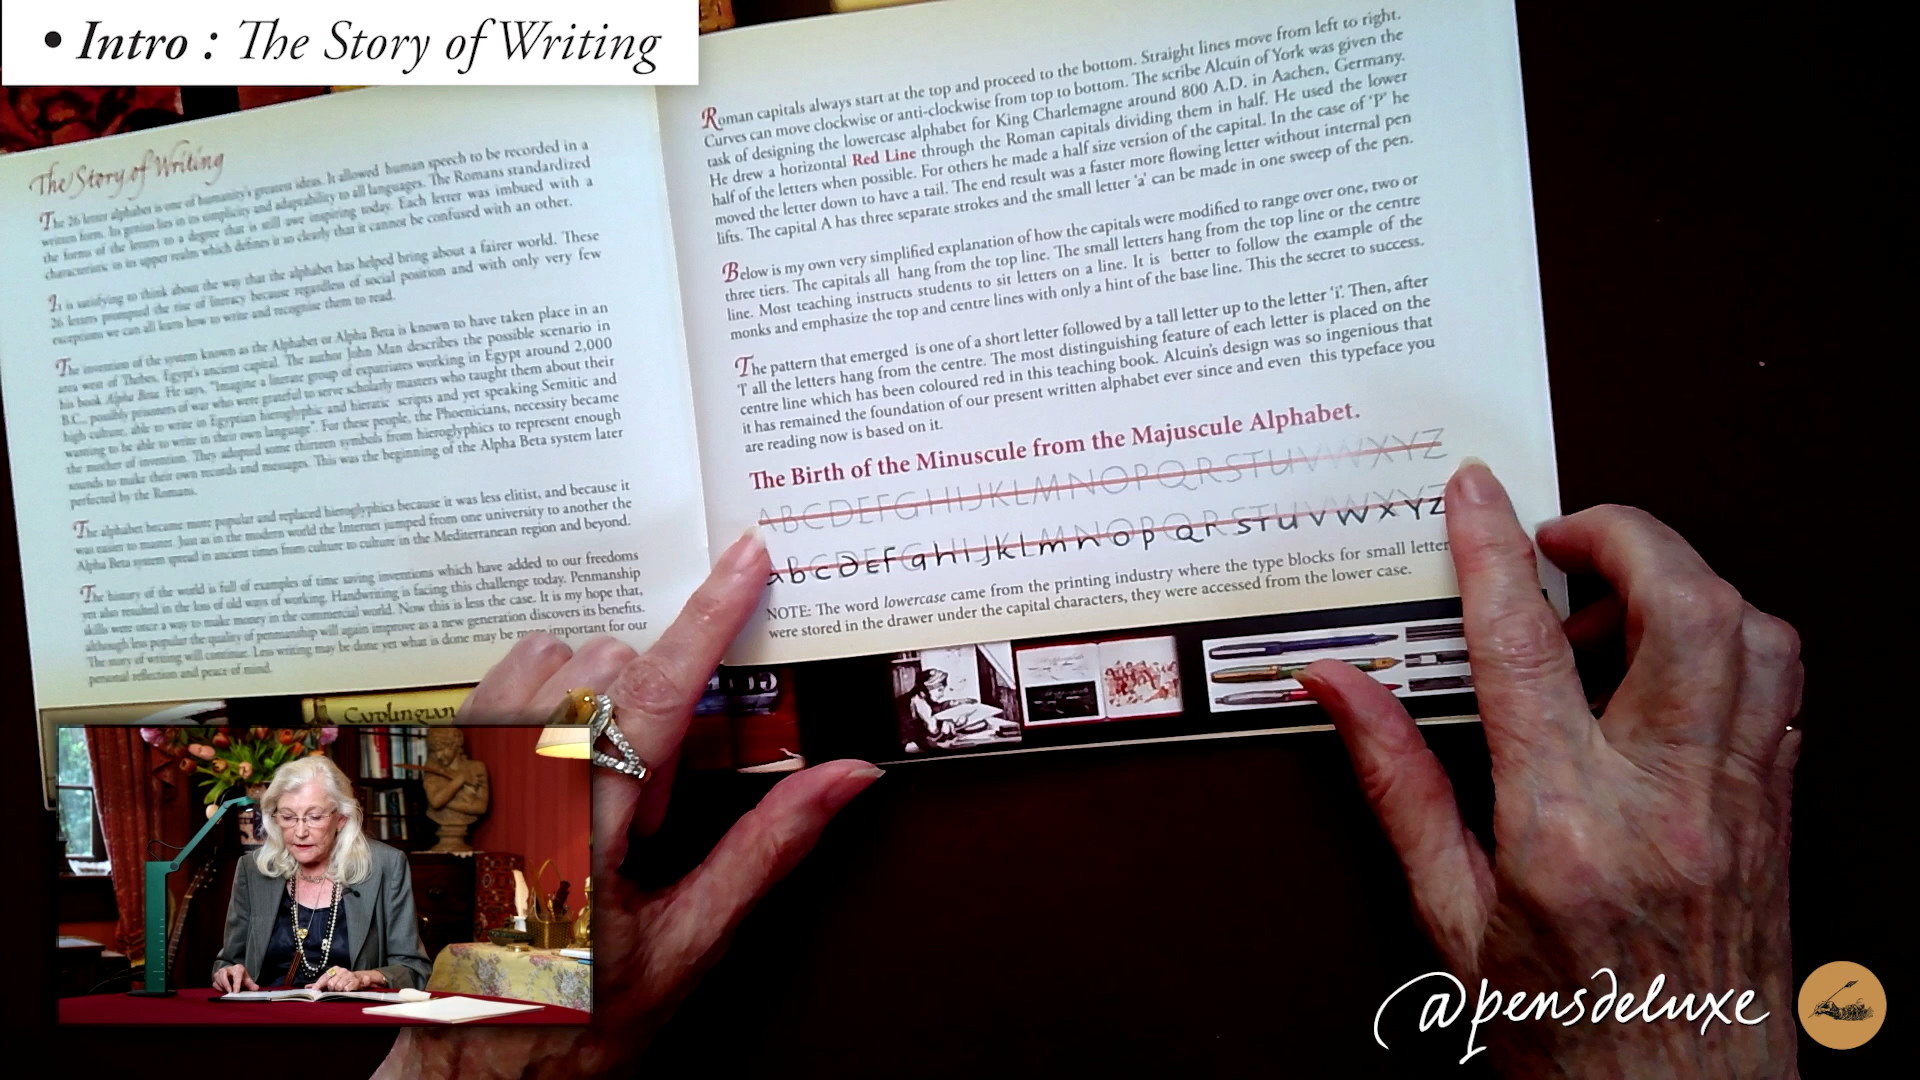 • Intro : The Story of Writing
The Story of Writing
The 26 letter alphabet is one of humanity's greatest ideas. It allowed human speech to be recorded in a
written form. Its genius lies in its simplicity and adaptability to all languages. The Romans standardized
the forms of the letters to a degree that is still awe inspiring today. Each letter was imbued with a
characteristic in its upper realm which defines it so clearly that it cannot be confused with an other.
It is satisfying to think about the way that the alphabet has helped bring about a fairer world. These
26 letters prompted the rise of literacy because regardless of social position and with only very few
exceptions we can all learn how to write and recognise them to read.
The invention of the system known as the Alphabet or Alpha Beta is known to have taken place in an
area west of Thebes, Egypt's ancient capital. The author John Man describes the possible scenario in
his book Alpha Beta. He says, "Imagine a literate group of expatriates working in Egypt around 2,000
B.C., possibly prisoners of war who were grateful to serve scholarly masters who taught them about their
high culture, able to write in Egyptian hieroglyphic and hieratic scripts and yet speaking Semitic and
wanting to be able to write in their own language". For these people, the Phoenicians, necessity became
the mother of invention. They adopted some thirteen symbols from hieroglyphics to represent enough
sounds to make their own records and messages. This was the beginning of the Alpha Beta system later
perfected by the Romans.
The alphabet became more popular and replaced hieroglyphics because it was less elitist, and because it
was easier to master. Just as in the modern world the Internet jumped from one university to another the
Alpha Beta system spread in ancient times from culture to culture in the Mediterranean region and beyond.
The history of the world is full of examples of time saving inventions which have added to our freedoms
yet also resulted in the loss of old ways of working. Handwriting is facing this challenge today. Penmanship
skills were once a way to make money in the commercial world. Now this is less the case. It is my hope that,
although less popular the quality of penmanship will again improve as a new generation discovers its benefits.
The story of writing will continue. Less writing may be done yet what is done may be more important for our
personal reflection and peace of mind.
Roman capitals always start at the top and proceed to the bottom. Straight lines move from left to right.
Curves can move clockwise or anti-clockwise from top to bottom. The scribe Alcuin of York was given the
task of designing the lowercase alphabet for King Charlemagne around 800 A.D. in Aachen, Germany.
He drew a horizontal Red Line through the Roman capitals dividing them in half. He used the lower
half of the letters when possible. For others he made a half size version of the capital. In the case of 'P' he
moved the letter down to have a tail. The end result was a faster more flowing letter without internal pen
lifts. The capital A has three separate strokes and the small letter 'a' can be made in one sweep of the pen.
Below is my own very simplified explanation of how the capitals were modified to range over one, two or
three tiers. The capitals all hang from the top line. The small letters hang from the top line or the centre
line. Most teaching instructs students to sit letters on a line. It is better to follow the example of the
monks and emphasize the top and centre lines with only a hint of the base line. This the secret to success.
The pattern that emerged is one of a short letter followed by a tall letter up to the letter 'i'. Then, after
'l' all the letters hang from the centre. The most distinguishing feature of each letter is placed on the
centre line which has been coloured red in this teaching book. Alcuin's design was so ingenious that
it has remained the foundation of our present written alphabet ever since and even this typeface you
are reading now is based on it.
The Birth of the Minuscule from the Majuscule Alphabet.
ABCDEFGHIJKLMNOPQRSTUVWXYZ
abcdefghijklmnopqrstuvwxyz
NOTE: The word lowercase came from the printing industry where the type blocks for small letter
were stored in the drawer under the capital characters, they were accessed from the lower case.
Carolingian
@pensdeluxe